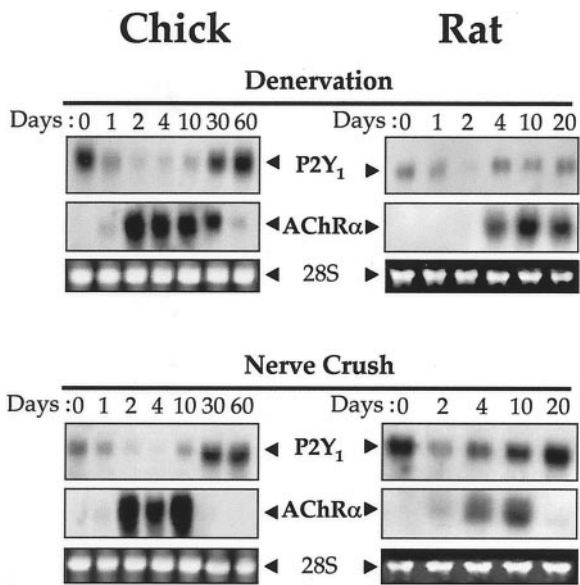 Chick Rat
Denervation
Days :0 1 2 4 10 30 60 Days :0 1 2 4 10 20
P2Y1
AChRα
28S
Nerve Crush
Days :0 1 2 4 10 30 60 Days :0 2 4 10 20
P2Y1
AChRα
28S